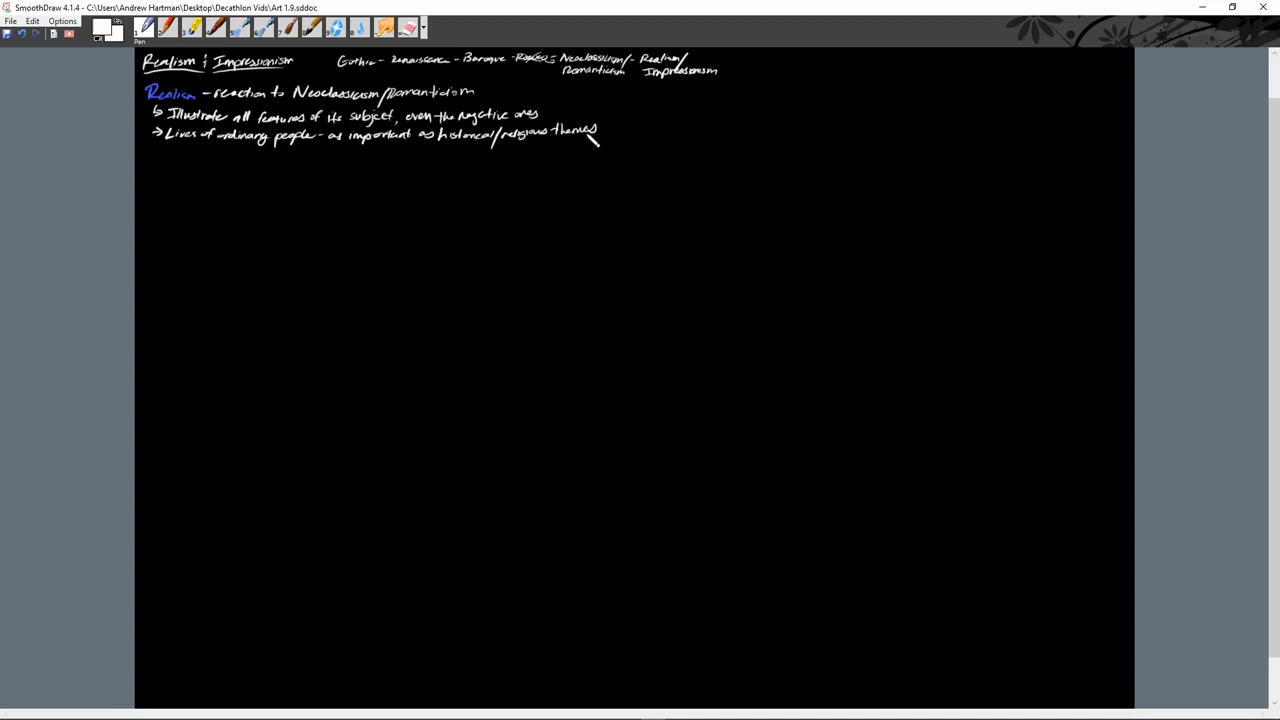 SmoothDraw 4.1.4 - C:\Users\Andrew Hartman\Desktop\Decathlon Vids\Art 1.9.sddoc
File Edit Options
Pen
Realism & Impressionism Gothic - Renaissance - Baroque - Rococo - Neoclassicism/ - Realism/
Romanticism Impressionism
Realism - reaction to Neoclassicism/Romanticism
↳ Illustrate all features of its subject, even the negative ones
→ Lives of ordinary people - as important as historical/religious themes